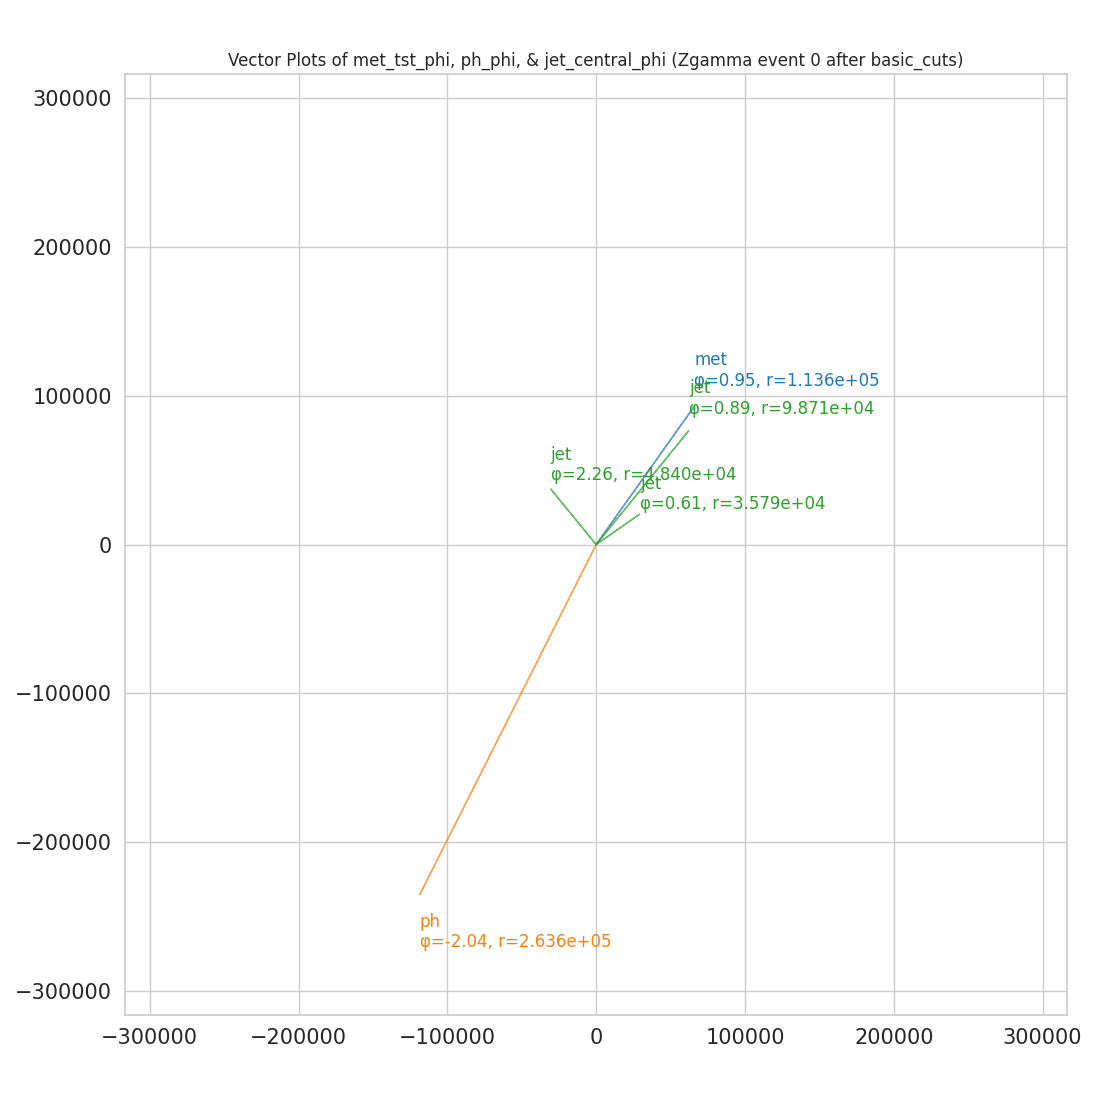 Vector Plots of met_tst_phi, ph_phi, & jet_central_phi (Zgamma event 0 after basic_cuts)
300000
200000
100000
0
−100000
−200000
−300000
met
φ=0.95, r=1.136e+05
jet
φ=0.89, r=9.871e+04
jet
φ=2.26, r=4.840e+04
jet
φ=0.61, r=3.579e+04
ph
φ=-2.04, r=2.636e+05
−300000
−200000
−100000
0
100000
200000
300000